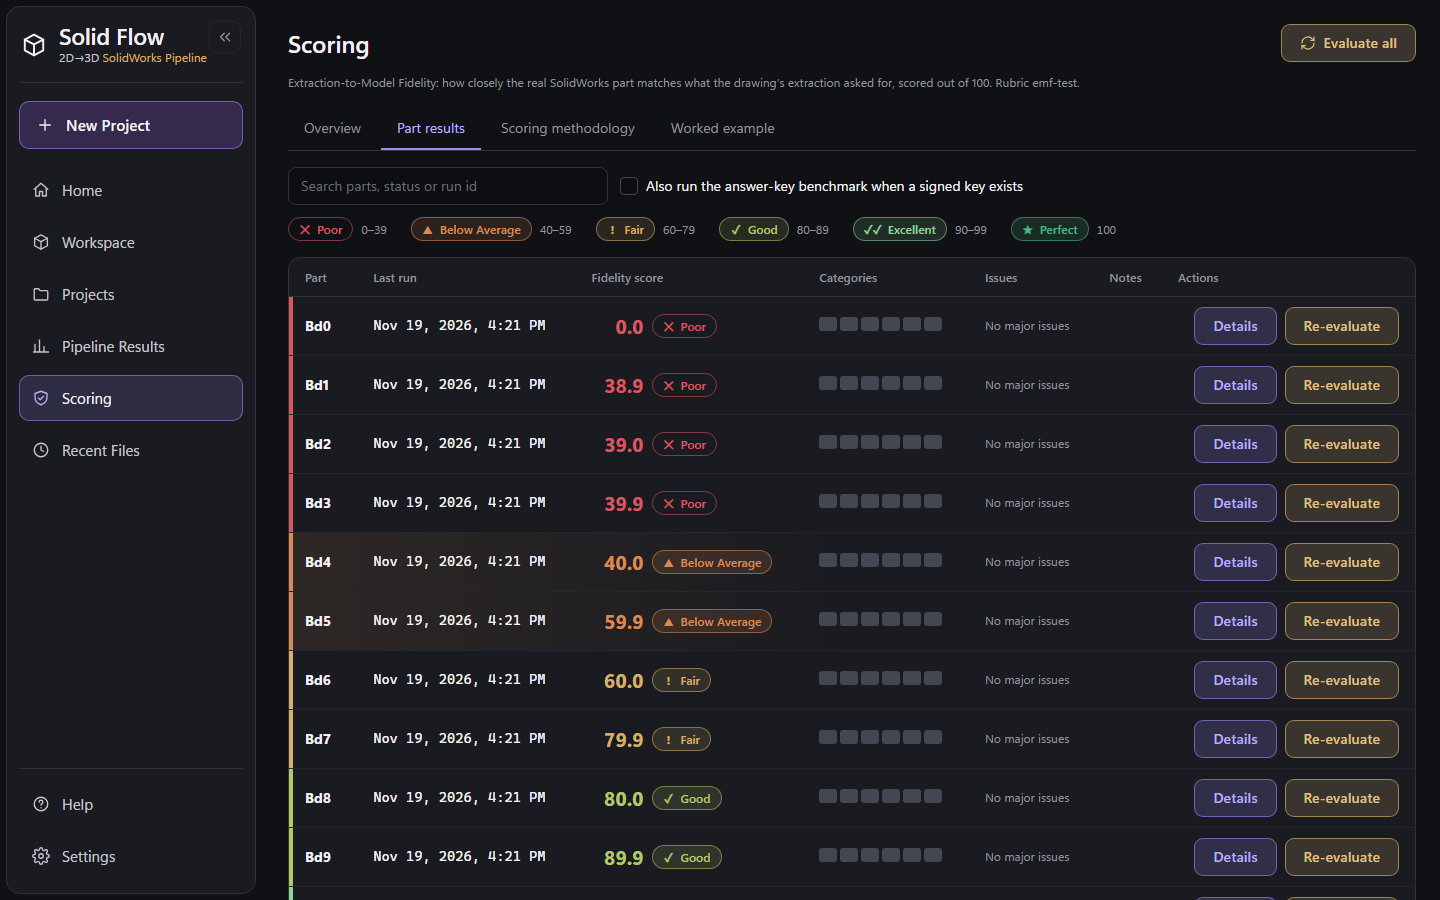 Solid Flow
2D→3D SolidWorks Pipeline
New Project
Home
Workspace
Projects
Pipeline Results
Scoring
Recent Files
Help
Settings
Scoring
Evaluate all
Extraction-to-Model Fidelity: how closely the real SolidWorks part matches what the drawing's extraction asked for, scored out of 100. Rubric emf-test.
Overview Part results Scoring methodology Worked example
Search parts, status or run id
Also run the answer-key benchmark when a signed key exists
Poor 0–39 Below Average 40–59 Fair 60–79 Good 80–89 Excellent 90–99 Perfect 100
Part Last run Fidelity score Categories Issues Notes Actions
Bd0 Nov 19, 2026, 4:21 PM 0.0 Poor No major issues Details Re-evaluate
Bd1 Nov 19, 2026, 4:21 PM 38.9 Poor No major issues Details Re-evaluate
Bd2 Nov 19, 2026, 4:21 PM 39.0 Poor No major issues Details Re-evaluate
Bd3 Nov 19, 2026, 4:21 PM 39.9 Poor No major issues Details Re-evaluate
Bd4 Nov 19, 2026, 4:21 PM 40.0 Below Average No major issues Details Re-evaluate
Bd5 Nov 19, 2026, 4:21 PM 59.9 Below Average No major issues Details Re-evaluate
Bd6 Nov 19, 2026, 4:21 PM 60.0 Fair No major issues Details Re-evaluate
Bd7 Nov 19, 2026, 4:21 PM 79.9 Fair No major issues Details Re-evaluate
Bd8 Nov 19, 2026, 4:21 PM 80.0 Good No major issues Details Re-evaluate
Bd9 Nov 19, 2026, 4:21 PM 89.9 Good No major issues Details Re-evaluate